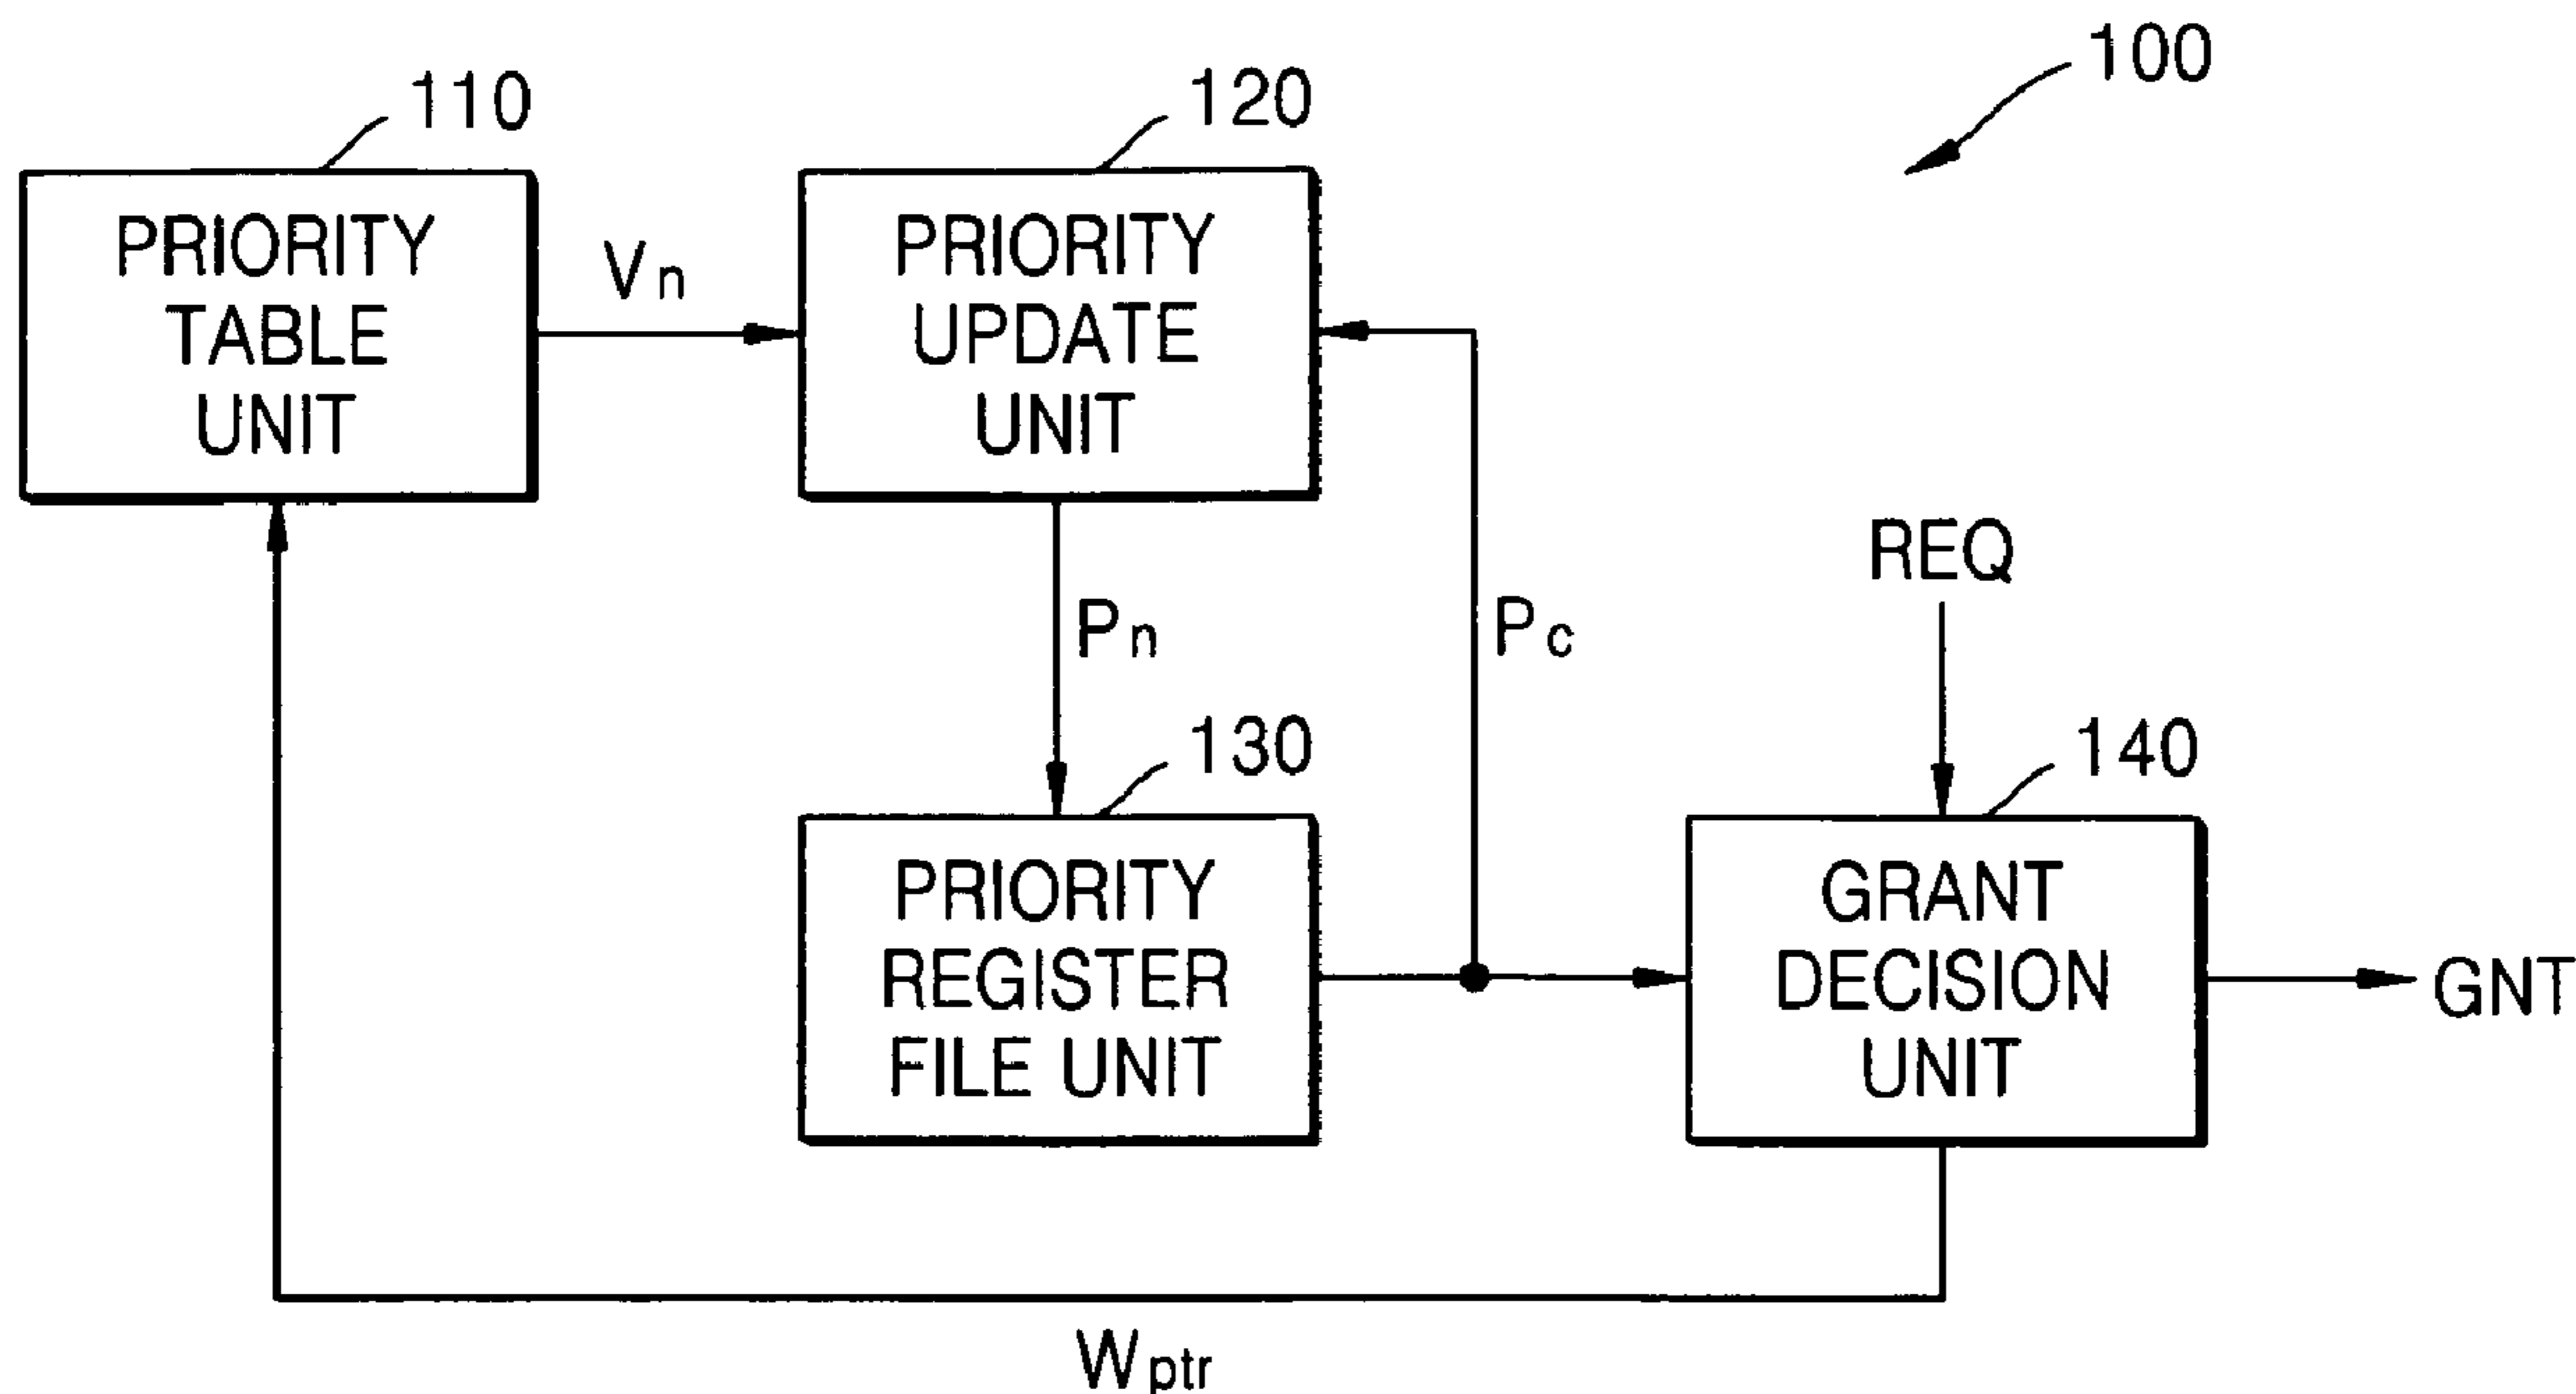 100
110
120
PRIORITY
TABLE
UNIT
Vn
PRIORITY
UPDATE
UNIT
Pn
Pc
REQ
130
140
PRIORITY
REGISTER
FILE UNIT
GRANT
DECISION
UNIT
GNT
Wptr